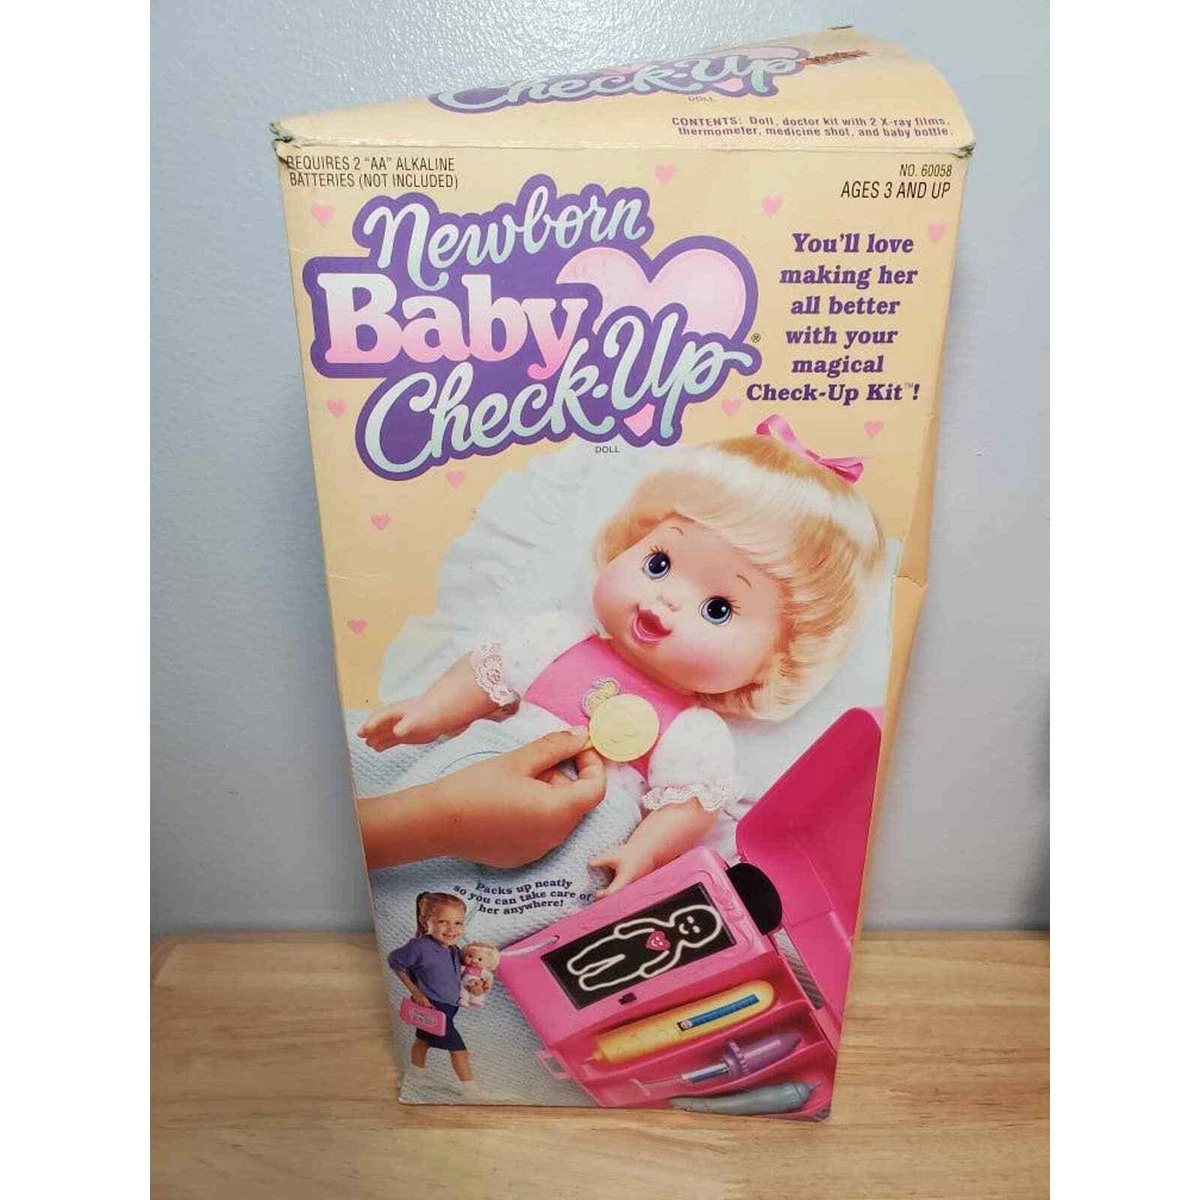 Check-Up
DOLL
CONTENTS: Doll, doctor kit with 2 X-ray films,
thermometer, medicine shot, and baby bottle.
REQUIRES 2 "AA" ALKALINE
BATTERIES (NOT INCLUDED)
NO. 60058
AGES 3 AND UP
Newborn
Baby
Check-Up®
DOLL
You'll love
making her
all better
with your
magical
Check-Up Kit™!
Packs up neatly
so you can take care of
her anywhere!